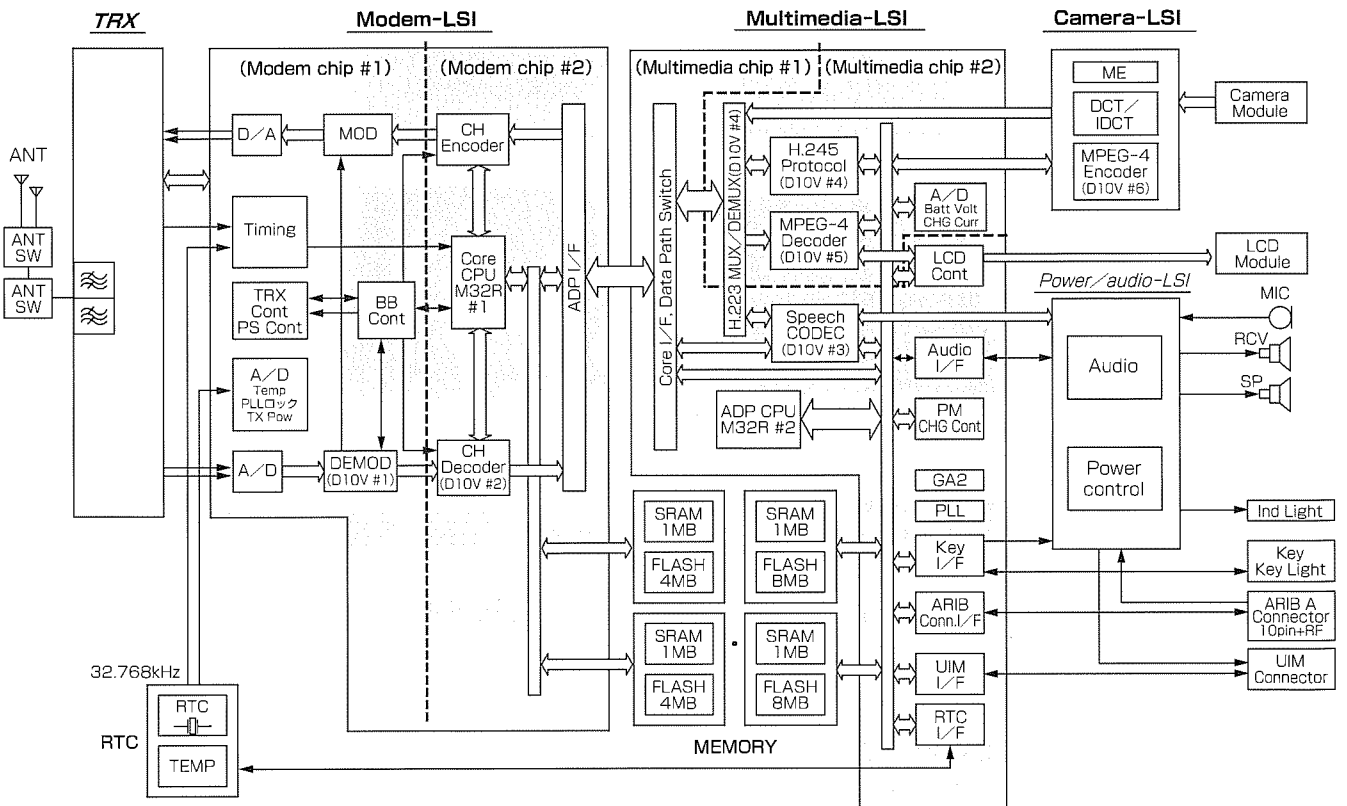 TRX
Modem-LSI
Multimedia-LSI
Camera-LSI
(Modem chip #1)
(Modem chip #2)
(Multimedia chip #1)
(Multimedia chip #2)
ANT
ANT
SW
ANT
SW
D/A
MOD
CH
Encoder
Timing
TRX
Cont
PS Cont
BB
Cont
Core
CPU
M32R
#1
A/D
Temp
PLLロック
TX Pow
A/D
DEMOD
(D10V #1)
CH
Decoder
(D10V #2)
ADP I/F
Core I/F, Data Path Switch
H.223 MUX/DEMUX(D10V #4)
H.245
Protocol
(D10V #4)
MPEG-4
Decoder
(D10V #5)
Speech
CODEC
(D10V #3)
ADP CPU
M32R #2
A/D
Batt Volt
CHG Curr
LCD
Cont
Audio
I/F
PM
CHG Cont
GA2
PLL
Key
I/F
ARIB
Conn.I/F
UIM
I/F
RTC
I/F
ME
DCT/
IDCT
MPEG-4
Encoder
(D10V #6)
Camera
Module
LCD
Module
Power/audio-LSI
Audio
Power
control
MIC
RCV
SP
Ind Light
Key
Key Light
ARIB A
Connector
10pin+RF
UIM
Connector
SRAM
1MB
FLASH
4MB
SRAM
1MB
FLASH
8MB
SRAM
1MB
FLASH
4MB
SRAM
1MB
FLASH
8MB
MEMORY
32.768kHz
RTC
RTC
TEMP